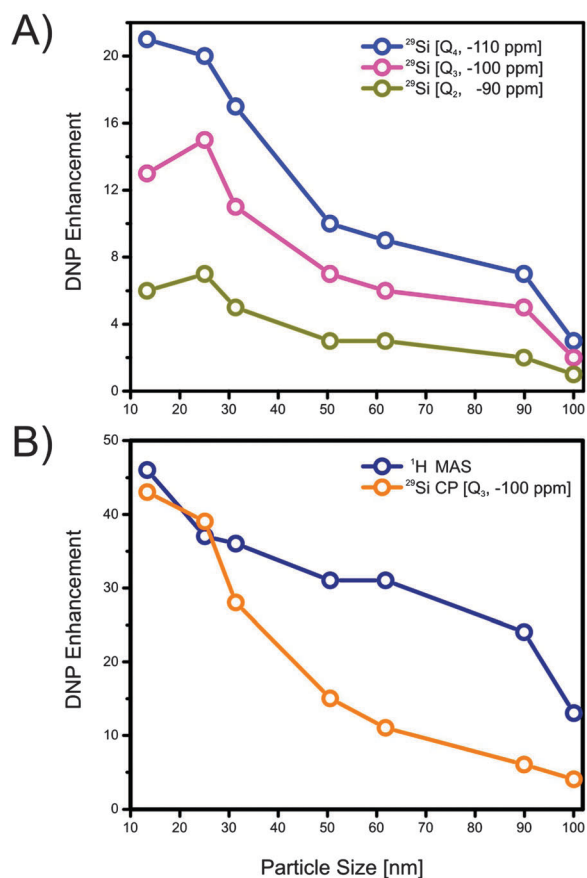 A)
DNP Enhancement
20
16
12
8
4
0
²⁹Si [Q₄, -110 ppm]
²⁹Si [Q₃, -100 ppm]
²⁹Si [Q₂, -90 ppm]
10 20 30 40 50 60 70 80 90 100
B)
DNP Enhancement
50
40
30
20
10
0
¹H MAS
²⁹Si CP [Q₃, -100 ppm]
10 20 30 40 50 60 70 80 90 100
Particle Size [nm]